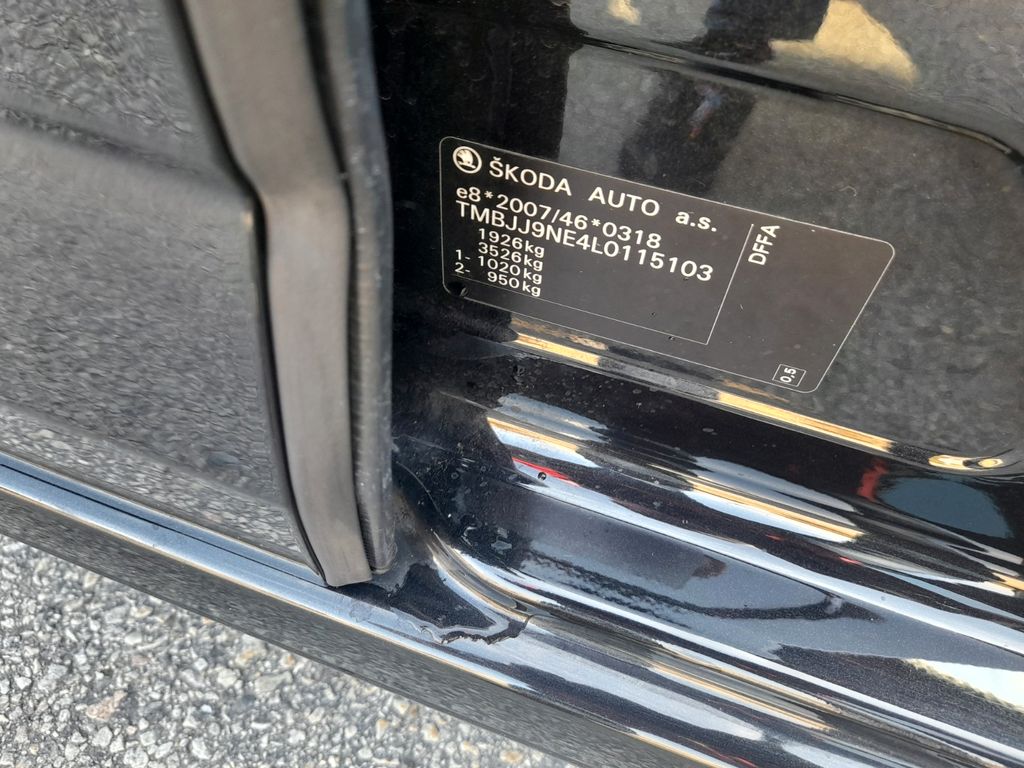 ŠKODA AUTO a.s.
e8*2007/46*0318
TMBJJ9NE4L0115103
1926kg
3526kg
1- 1020kg
2- 950kg
DFFA
0,5